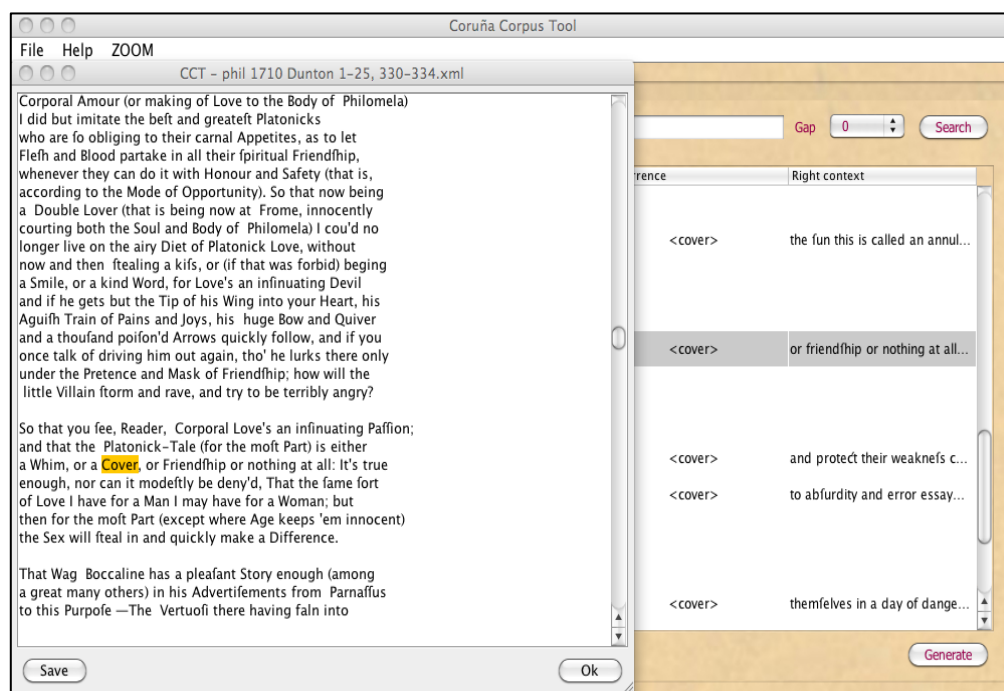 Coruña Corpus Tool
File Help ZOOM
CCT - phil 1710 Dunton 1-25, 330-334.xml
Corporal Amour (or making of Love to the Body of Philomela)
I did but imitate the beſt and greateſt Platonicks
who are ſo obliging to their carnal Appetites, as to let
Fleſh and Blood partake in all their ſpiritual Friendſhip,
whenever they can do it with Honour and Safety (that is,
according to the Mode of Opportunity). So that now being
a Double Lover (that is being now at Frome, innocently
courting both the Soul and Body of Philomela) I cou'd no
longer live on the airy Diet of Platonick Love, without
now and then ſtealing a kiſs, or (if that was forbid) beging
a Smile, or a kind Word, for Love's an inſinuating Devil
and if he gets but the Tip of his Wing into your Heart, his
Aguiſh Train of Pains and Joys, his huge Bow and Quiver
and a thouſand poiſon'd Arrows quickly follow, and if you
once talk of driving him out again, tho' he lurks there only
under the Pretence and Mask of Friendſhip; how will the
little Villain ſtorm and rave, and try to be terribly angry?
So that you ſee, Reader, Corporal Love's an inſinuating Paſſion;
and that the Platonick-Tale (for the moſt Part) is either
a Whim, or a Cover, or Friendſhip or nothing at all: It's true
enough, nor can it modeſtly be deny'd, That the ſame ſort
of Love I have for a Man I may have for a Woman; but
then for the moſt Part (except where Age keeps 'em innocent)
the Sex will ſteal in and quickly make a Difference.
That Wag Boccaline has a pleaſant Story enough (among
a great many others) in his Advertiſements from Parnaſſus
to this Purpoſe —The Vertuoſi there having faln into
Save Ok
Gap 0 Search
rrence Right context
<cover> the ſun this is called an annul...
<cover> or friendſhip or nothing at all...
<cover> and protect their weakneſs c...
<cover> to abſurdity and error essay...
<cover> themſelves in a day of dange...
Generate